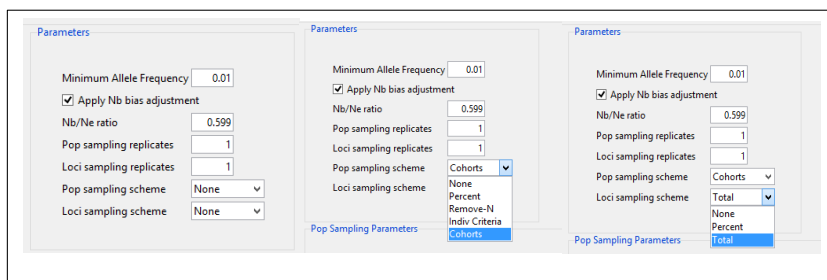 Parameters
Minimum Allele Frequency 0.01
Apply Nb bias adjustment
Nb/Ne ratio 0.599
Pop sampling replicates 1
Loci sampling replicates 1
Pop sampling scheme None
Loci sampling scheme None
Parameters
Minimum Allele Frequency 0.01
Apply Nb bias adjustment
Nb/Ne ratio 0.599
Pop sampling replicates 1
Loci sampling replicates 1
Pop sampling scheme Cohorts
Loci sampling scheme
None
Percent
Remove-N
Indiv Criteria
Cohorts
Pop Sampling Parameters
Parameters
Minimum Allele Frequency 0.01
Apply Nb bias adjustment
Nb/Ne ratio 0.599
Pop sampling replicates 1
Loci sampling replicates 1
Pop sampling scheme Cohorts
Loci sampling scheme Total
None
Percent
Total
Pop Sampling Parameters